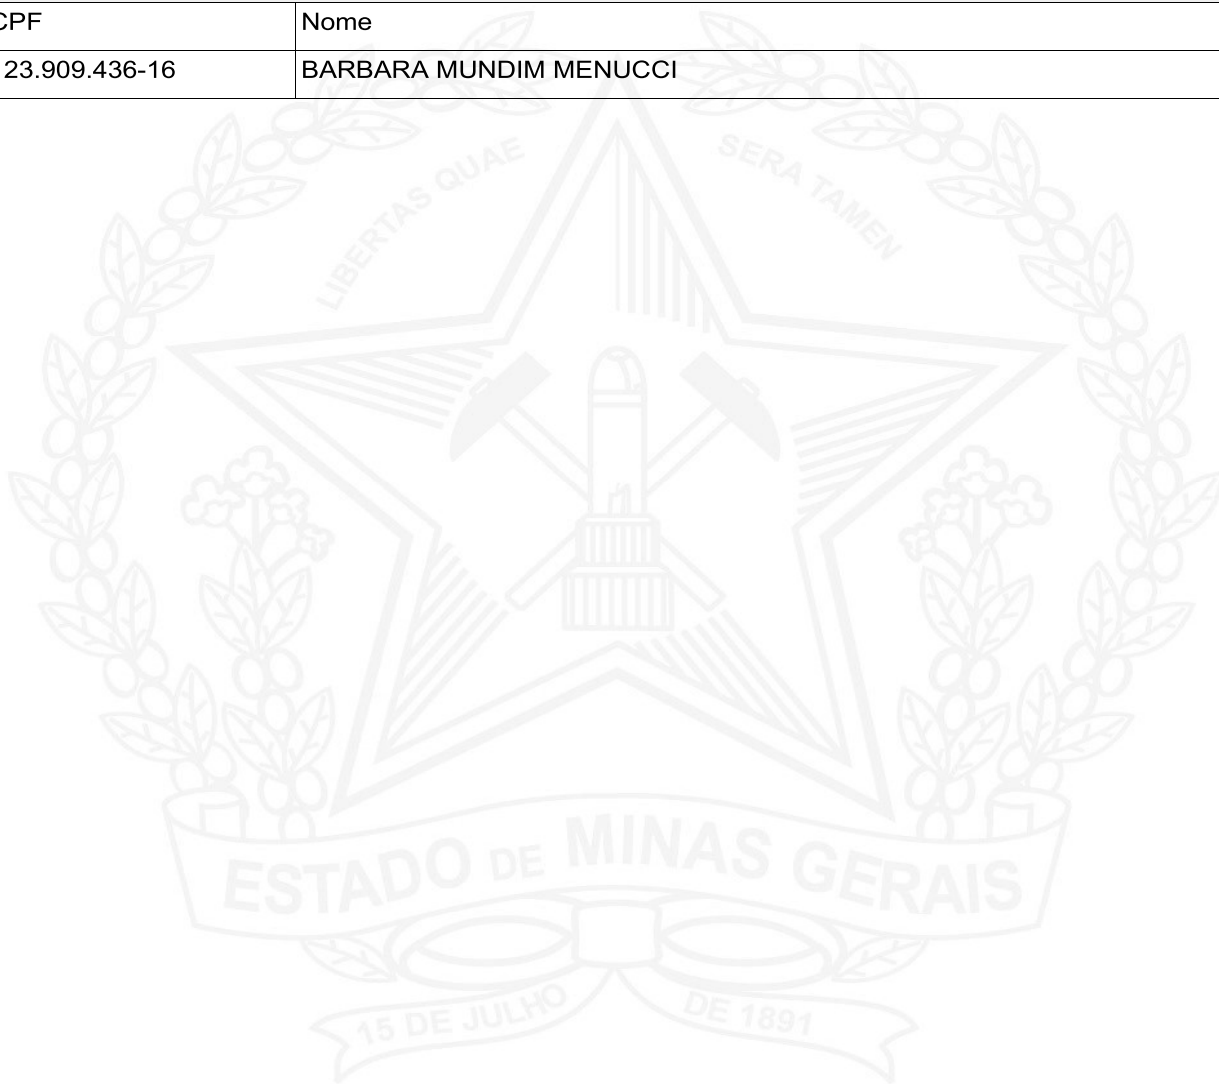 CPF Nome
23.909.436-16 BARBARA MUNDIM MENUCCI
LIBERTAS QUAE SERA TAMEN
ESTADO DE MINAS GERAIS
15 DE JULHO DE 1891